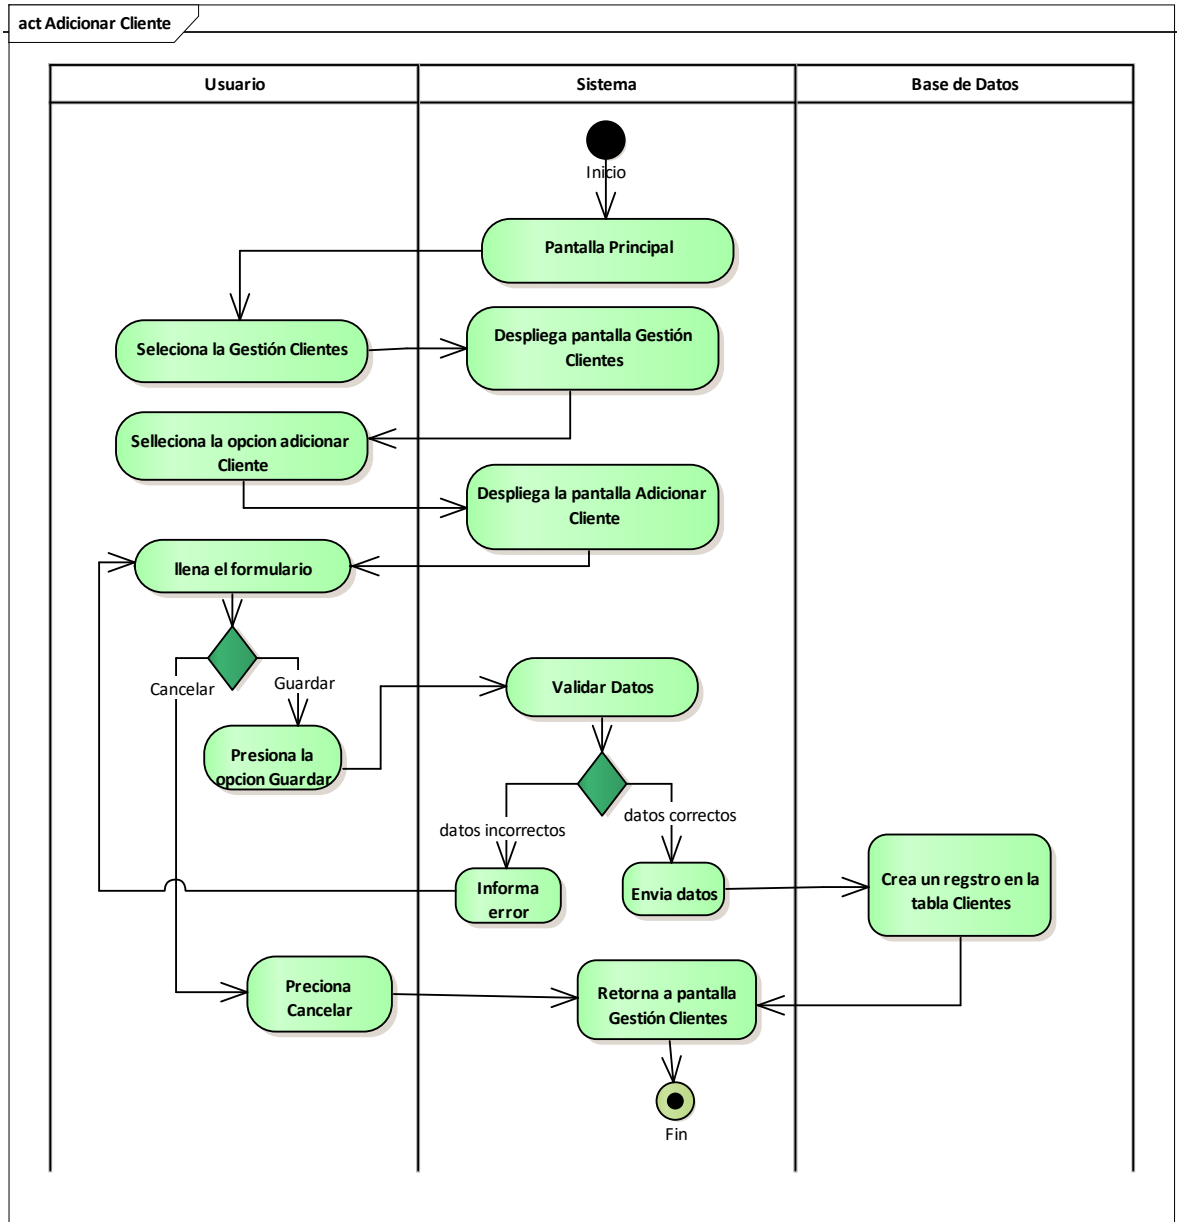 act Adicionar Cliente
Usuario
Sistema
Base de Datos
Inicio
Pantalla Principal
Seleciona la Gestión Clientes
Despliega pantalla Gestión
Clientes
Selleciona la opcion adicionar
Cliente
Despliega la pantalla Adicionar
Cliente
llena el formulario
Cancelar
Guardar
Validar Datos
Presiona la
opcion Guardar
datos incorrectos
datos correctos
Informa
error
Envia datos
Crea un regstro en la
tabla Clientes
Preciona
Cancelar
Retorna a pantalla
Gestión Clientes
Fin